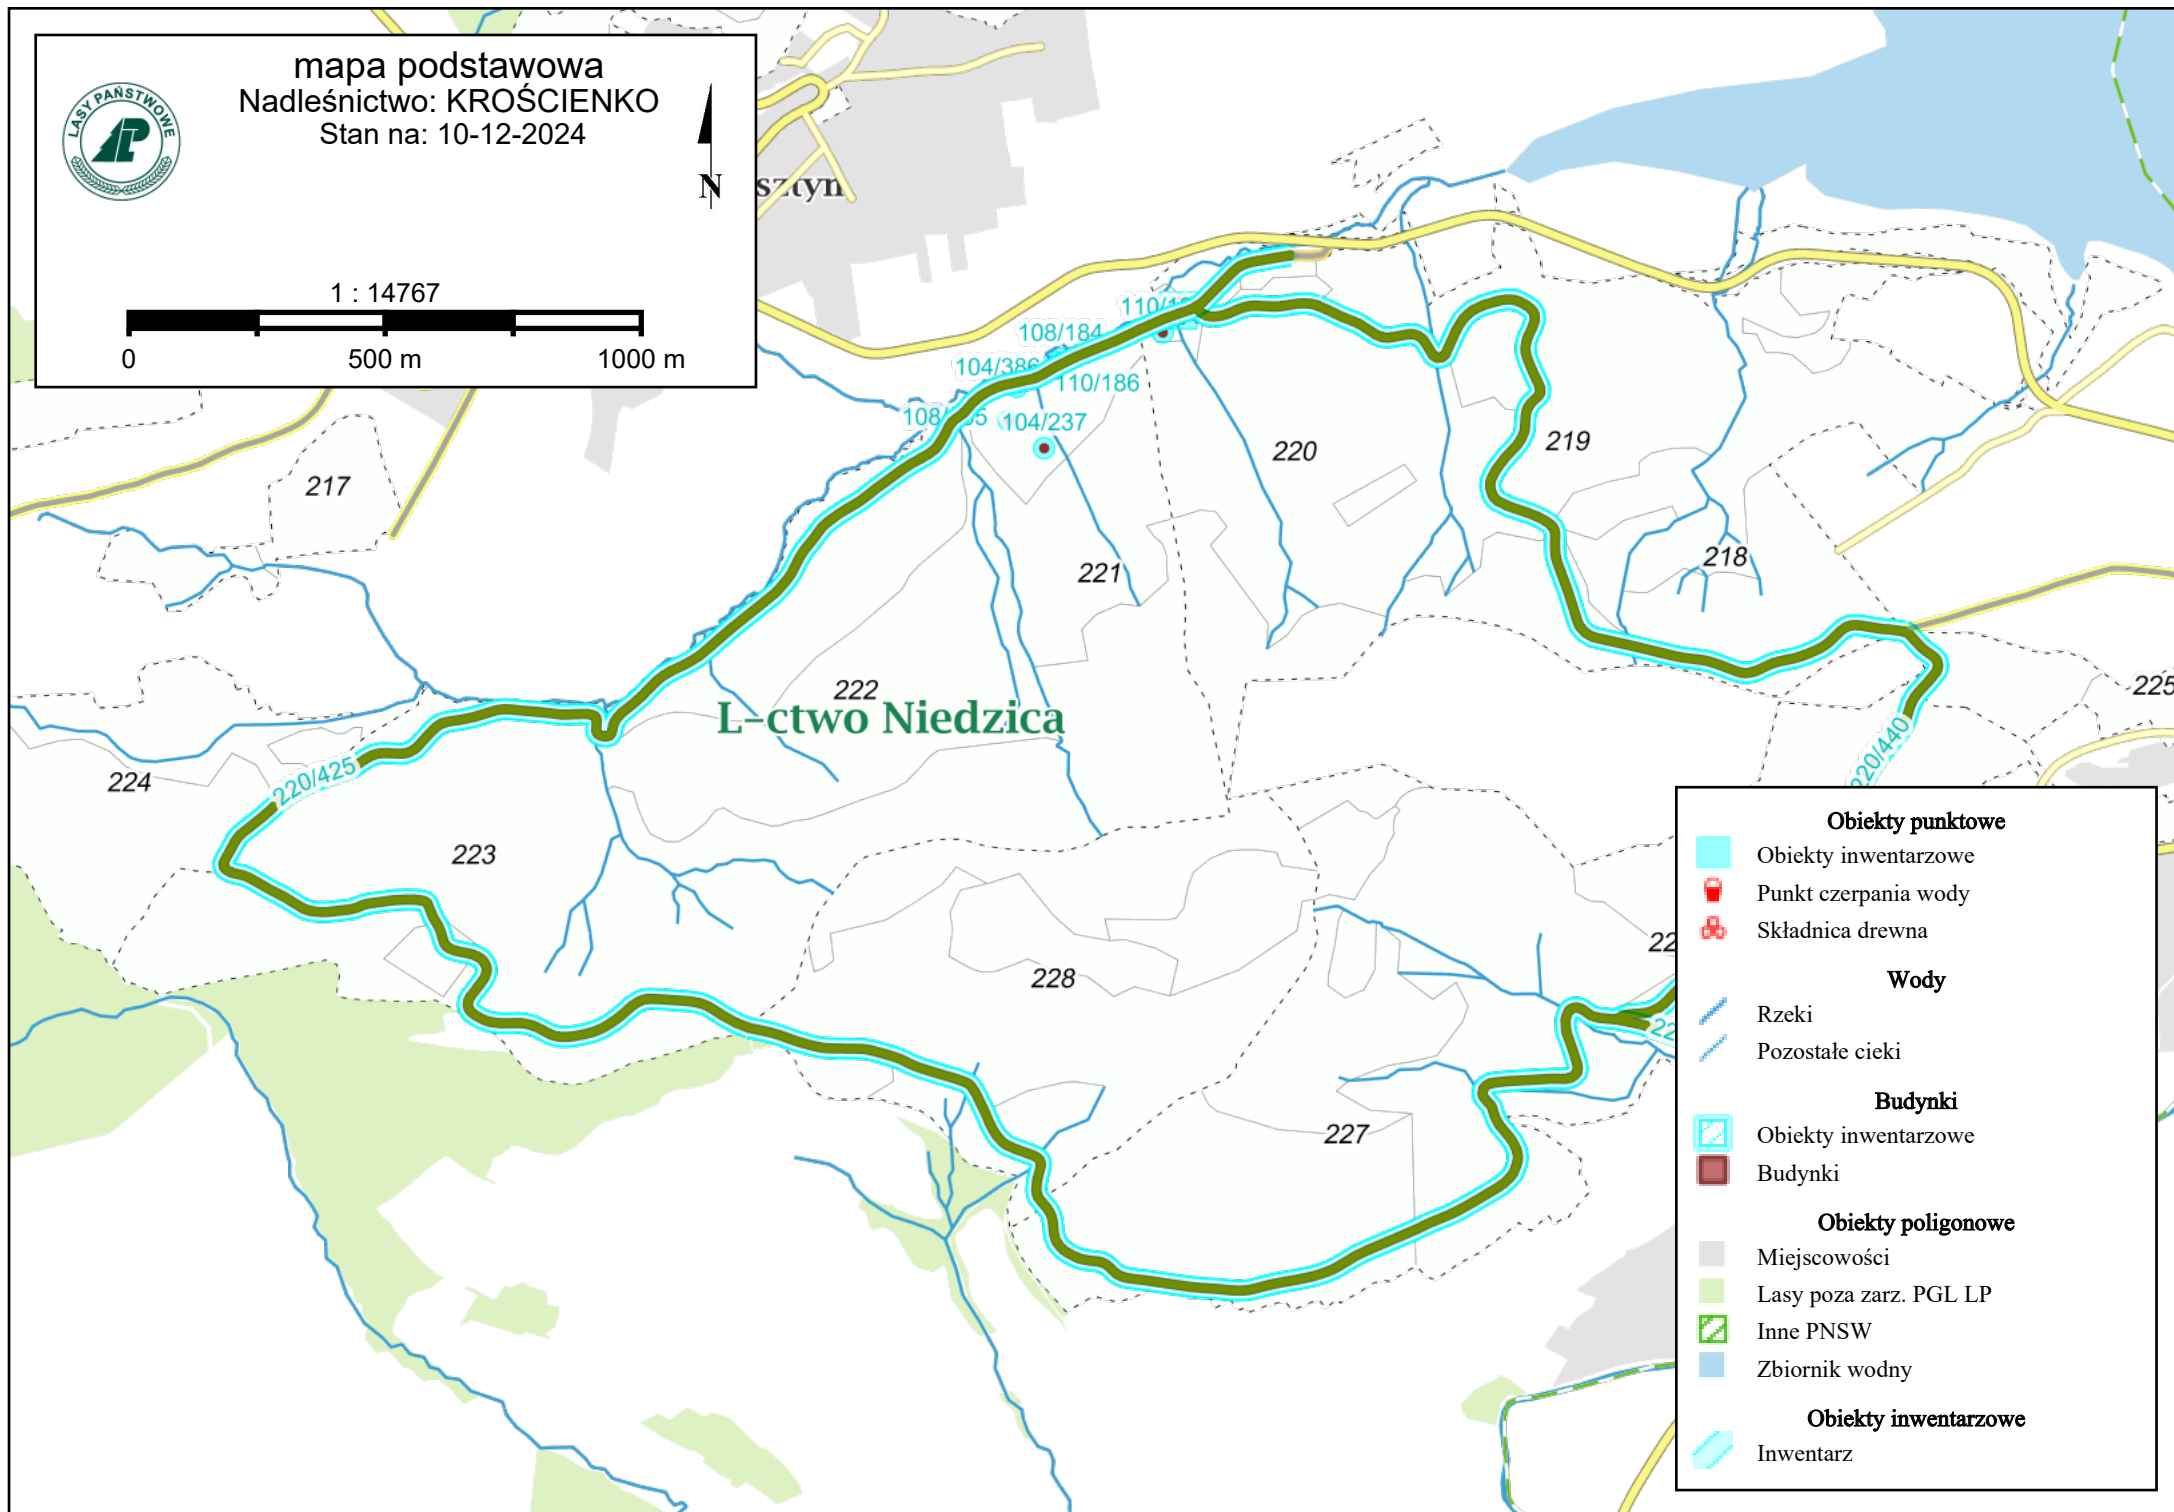 mapa podstawowa
Nadleśnictwo: KROŚCIENKO
Stan na: 10-12-2024
LASY PAŃSTWOWE
N
1 : 14767
0 500 m 1000 m
sztyn
108/184
104/386
110/186
104/237
217
220
219
221
218
222
L-ctwo Niedzica
225
220/440
220/425
224
223
228
227
Obiekty punktowe
Obiekty inwentarzowe
Punkt czerpania wody
Składnica drewna
Wody
Rzeki
Pozostałe cieki
Budynki
Obiekty inwentarzowe
Budynki
Obiekty poligonowe
Miejscowości
Lasy poza zarz. PGL LP
Inne PNSW
Zbiornik wodny
Obiekty inwentarzowe
Inwentarz